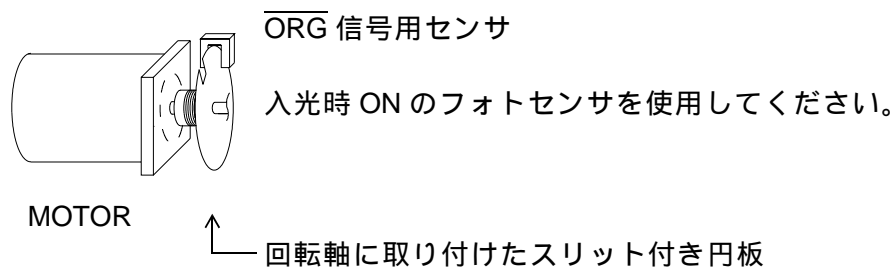 O̅R̅G̅ 信号用センサ
入光時 ON のフォトセンサを使用してください。
MOTOR
回転軸に取り付けたスリット付き円板